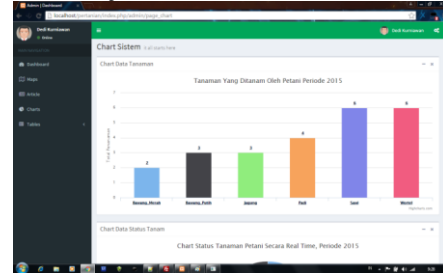 Admin | Dashboard
localhost/pertanian/index.php/admin/page_chart
Dedi Kurniawan
Online
Dedi Kurniawan
Chart Sistem
Dashboard
Maps
Article
Charts
Tables
Chart Data Tanaman
Tanaman Yang Ditanam Oleh Petani Periode 2015
2
3
3
4
6
6
Bawang_Merah
Bawang_Putih
Jagung
Padi
Sawi
Wortel
Chart Data Status Tanam
Chart Status Tanaman Petani Secara Real Time, Periode 2015